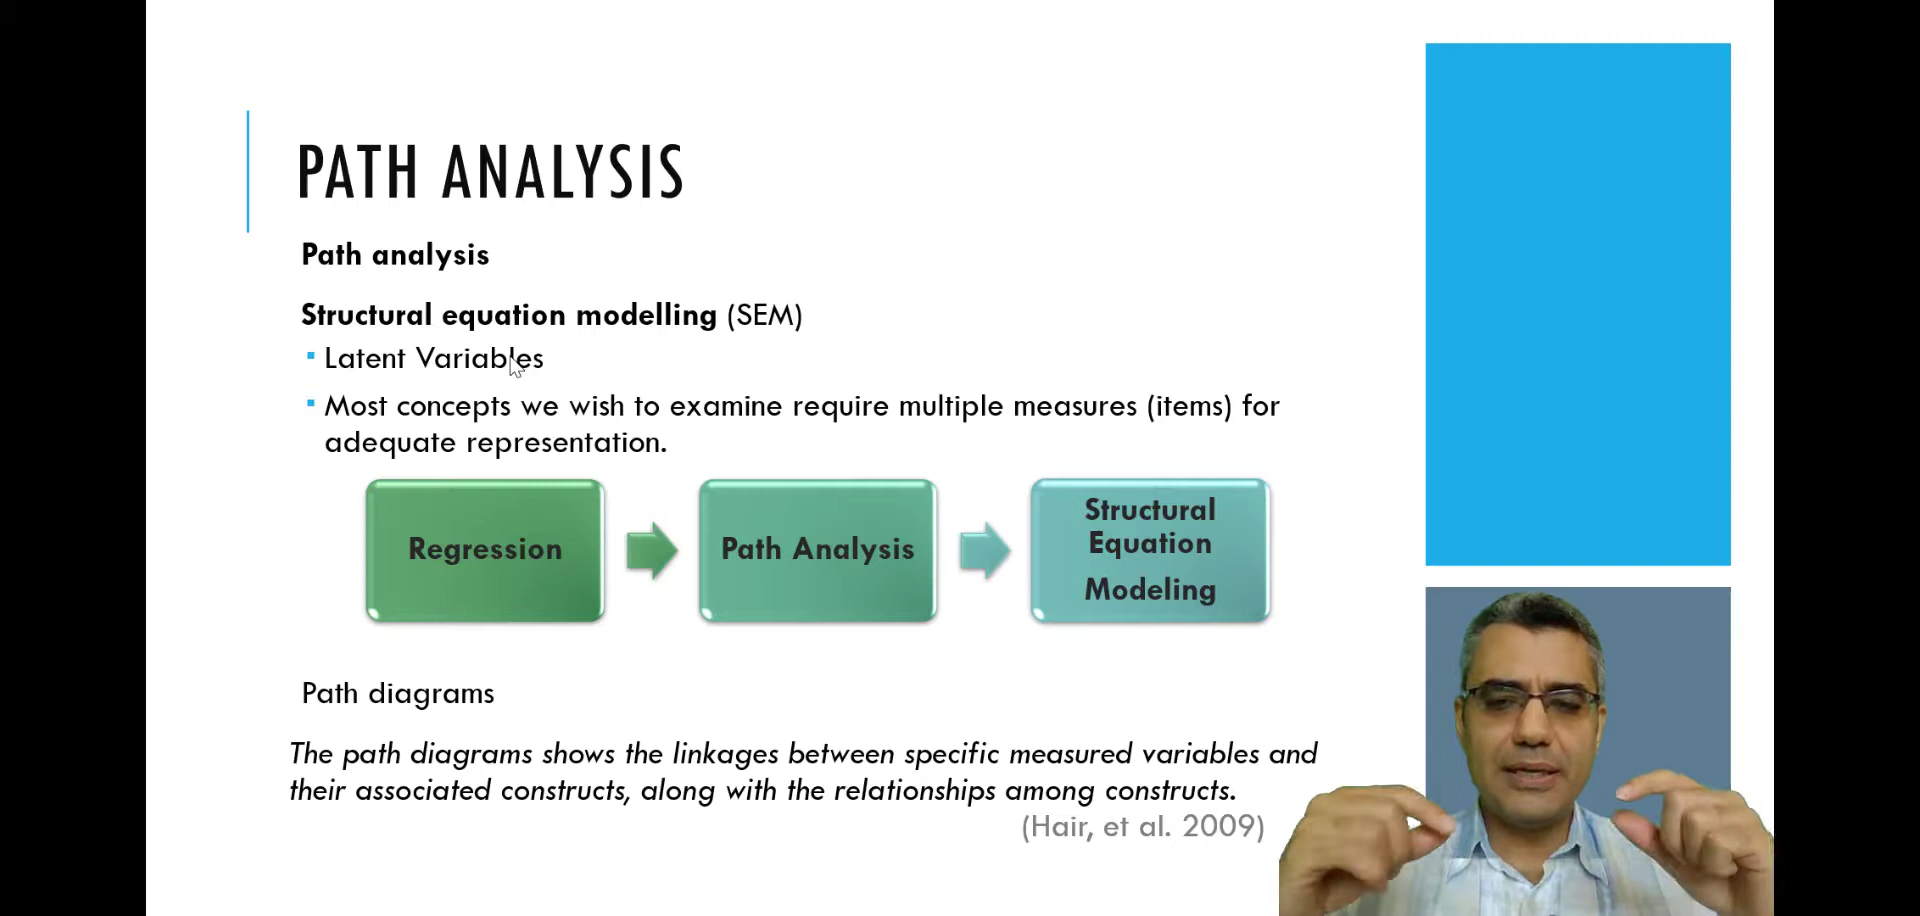 PATH ANALYSIS
Path analysis
Structural equation modelling (SEM)
Latent Variables
Most concepts we wish to examine require multiple measures (items) for
adequate representation.
Regression
Path Analysis
Structural
Equation
Modeling
Path diagrams
The path diagrams shows the linkages between specific measured variables and
their associated constructs, along with the relationships among constructs.
(Hair, et al. 2009)